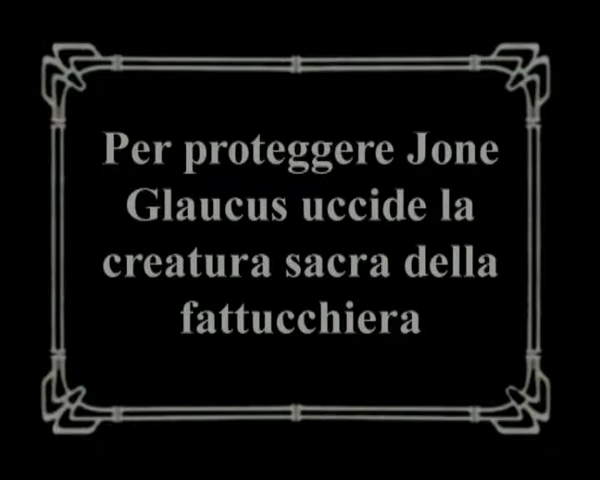 Per proteggere Jone
Glaucus uccide la
creatura sacra della
fattucchiera